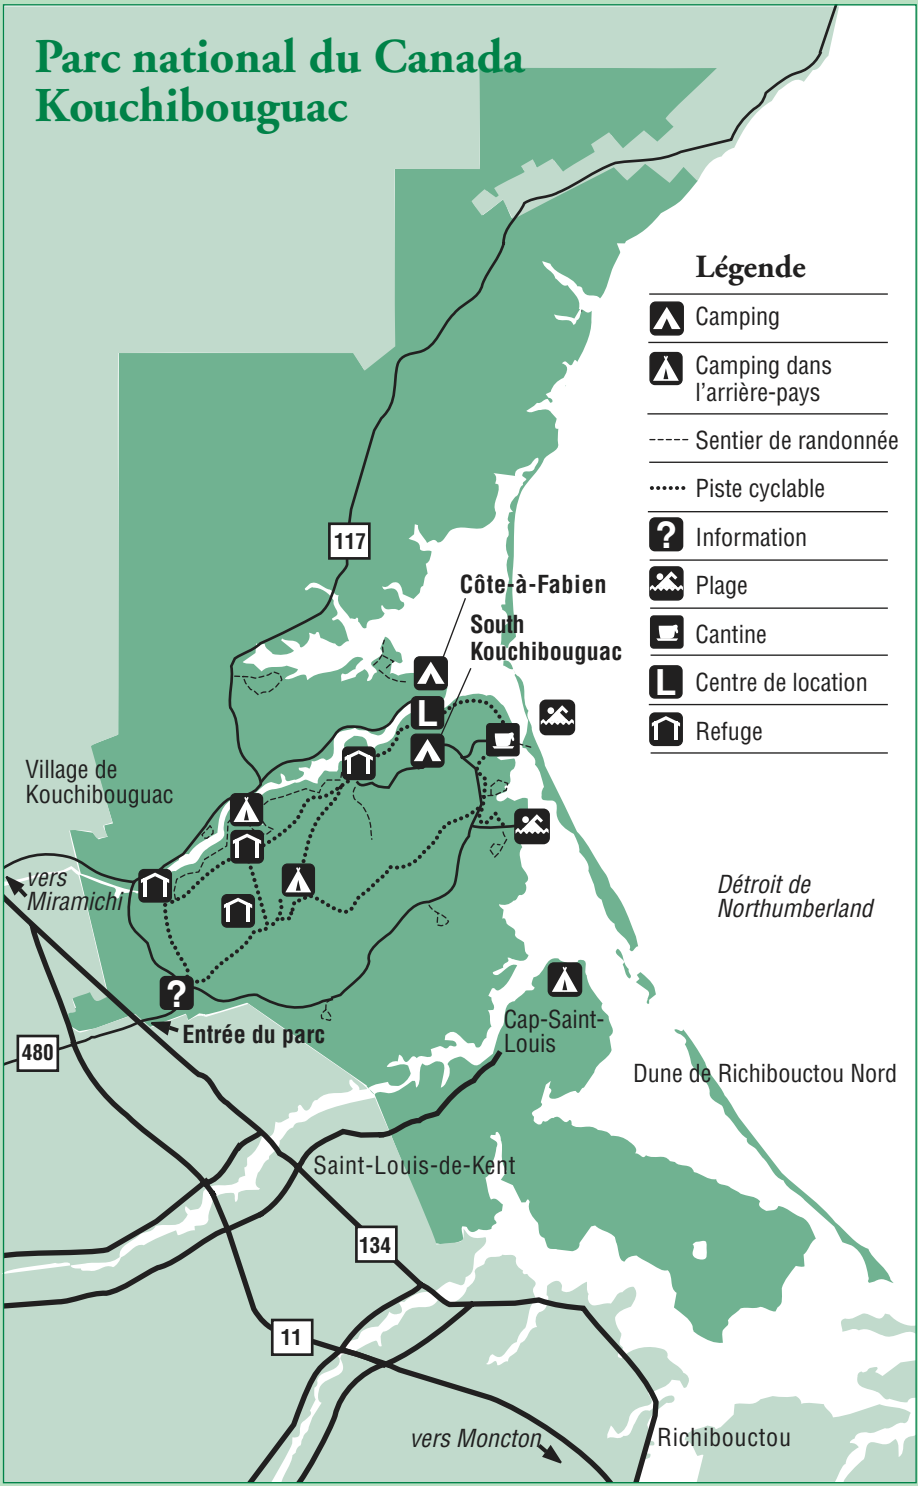 Parc national du Canada
Kouchibouguac
Légende
Camping
Camping dans
l'arrière-pays
Sentier de randonnée
Piste cyclable
?
Information
Plage
Cantine
L
Centre de location
Refuge
117
Côte-à-Fabien
South
Kouchibouguac
L
Village de
Kouchibouguac
vers
Miramichi
Détroit de
Northumberland
?
Entrée du parc
480
Cap-Saint-
Louis
Dune de Richibouctou Nord
Saint-Louis-de-Kent
134
11
vers Moncton
Richibouctou